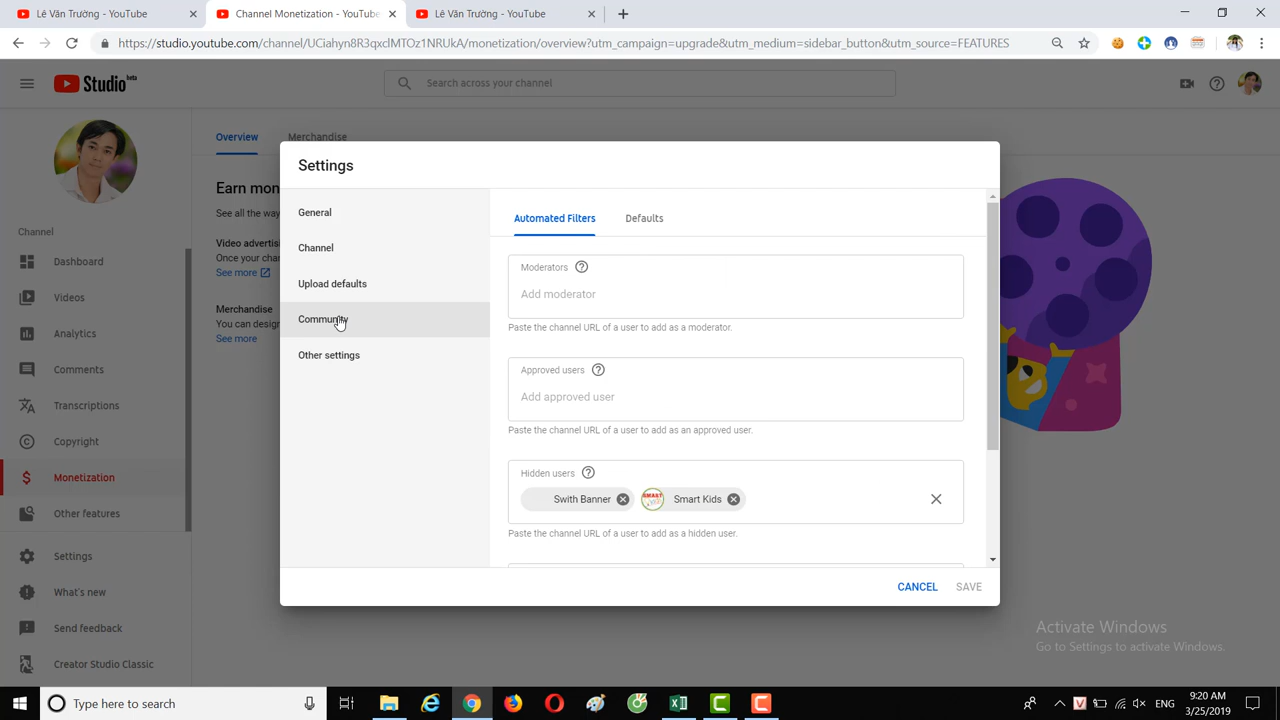 Lê Văn Trường - YouTube
Channel Monetization - YouTube
Lê Văn Trường - YouTube
https://studio.youtube.com/channel/UCiahyn8R3qxclMTOz1NRUkA/monetization/overview?utm_campaign=upgrade&utm_medium=sidebar_button&utm_source=FEATURES
Studio beta
Search across your channel
Channel
Dashboard
Videos
Analytics
Comments
Transcriptions
Copyright
Monetization
Other features
Settings
What's new
Send feedback
Creator Studio Classic
Overview
Merchandise
Earn mon
See all the way
Video advertisi
Once your chan
See more
Merchandise
You can design
See more
Settings
General
Channel
Upload defaults
Community
Other settings
Automated Filters
Defaults
Moderators
Add moderator
Paste the channel URL of a user to add as a moderator.
Approved users
Add approved user
Paste the channel URL of a user to add as an approved user.
Hidden users
Swith Banner
SMART
Smart Kids
Paste the channel URL of a user to add as a hidden user.
CANCEL
SAVE
Activate Windows
Go to Settings to activate Windows.
Type here to search
V
ENG
9:20 AM
3/25/2019